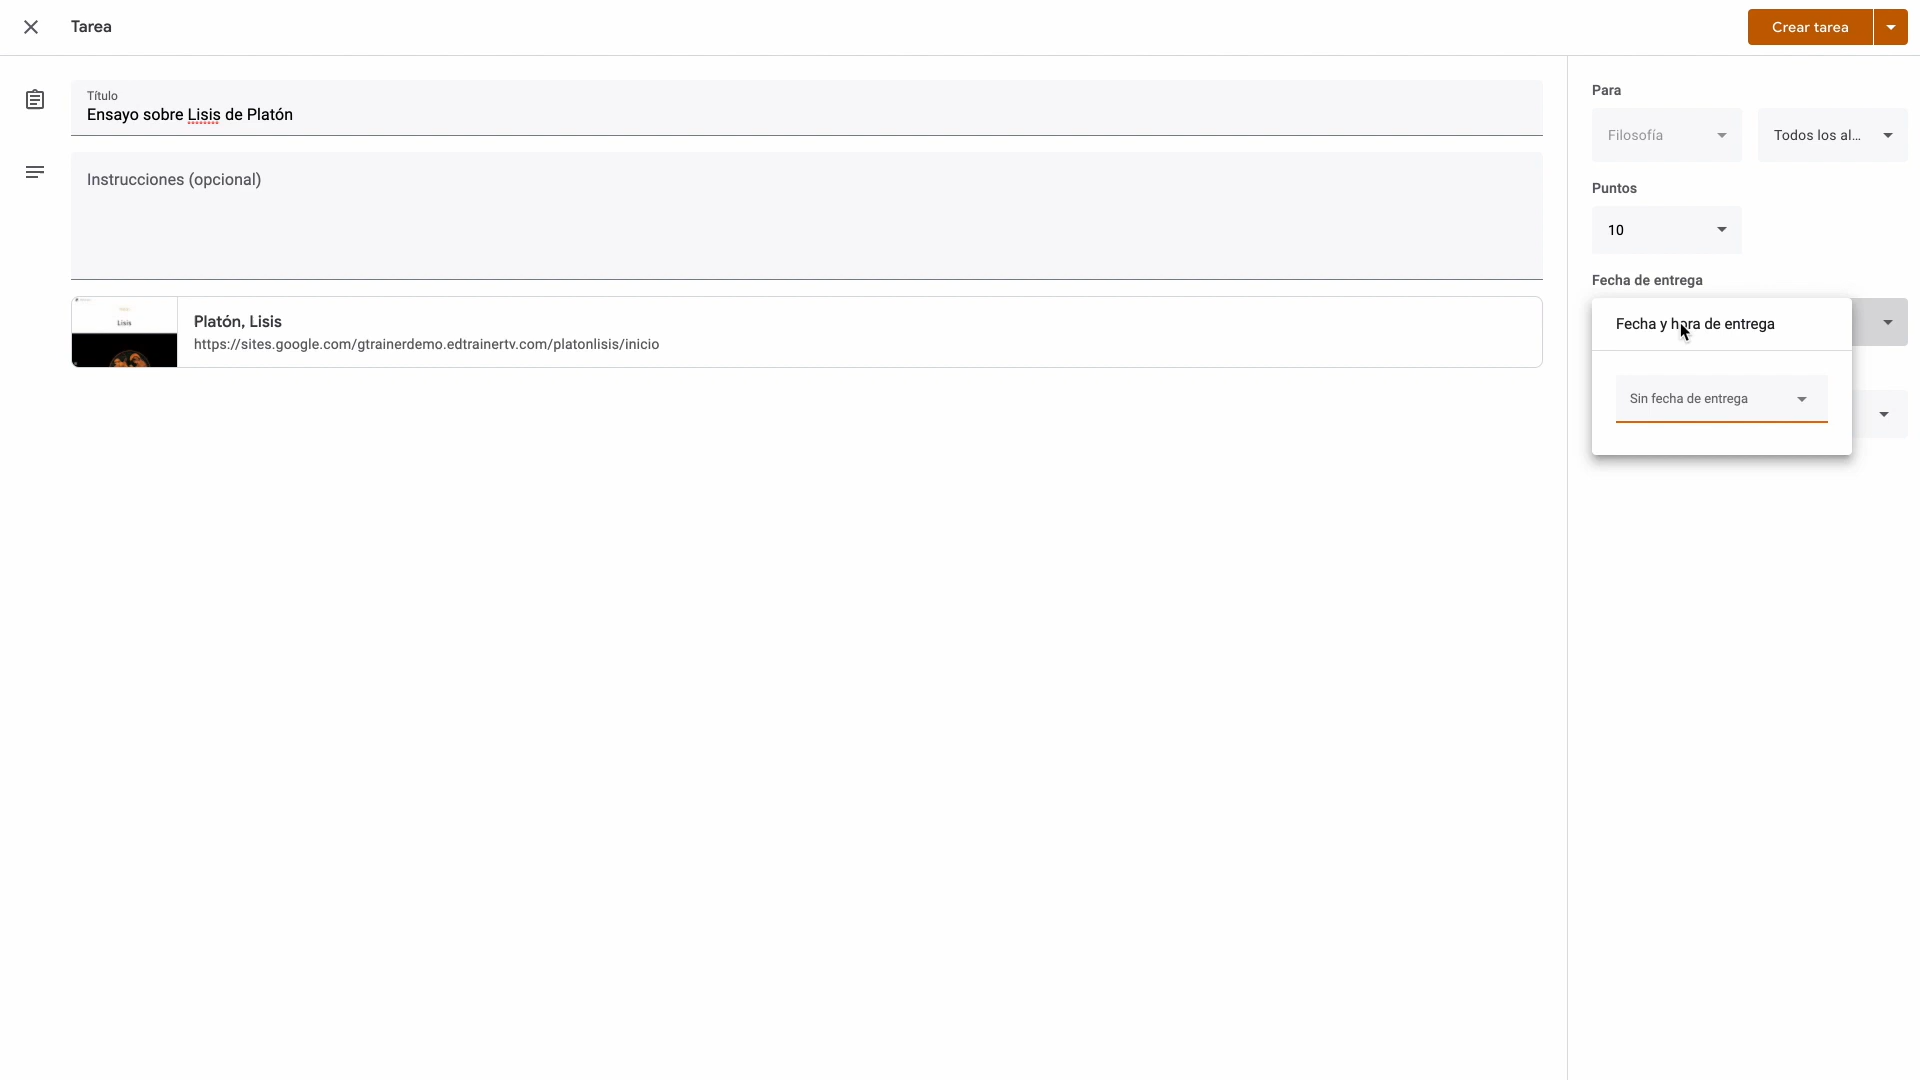 Tarea
Crear tarea
Título
Ensayo sobre Lisis de Platón
Instrucciones (opcional)
Lisis
Platón, Lisis
https://sites.google.com/gtrainerdemo.edtrainertv.com/platonlisis/inicio
Para
Filosofía
Todos los al...
Puntos
10
Fecha de entrega
Fecha y hora de entrega
Sin fecha de entrega